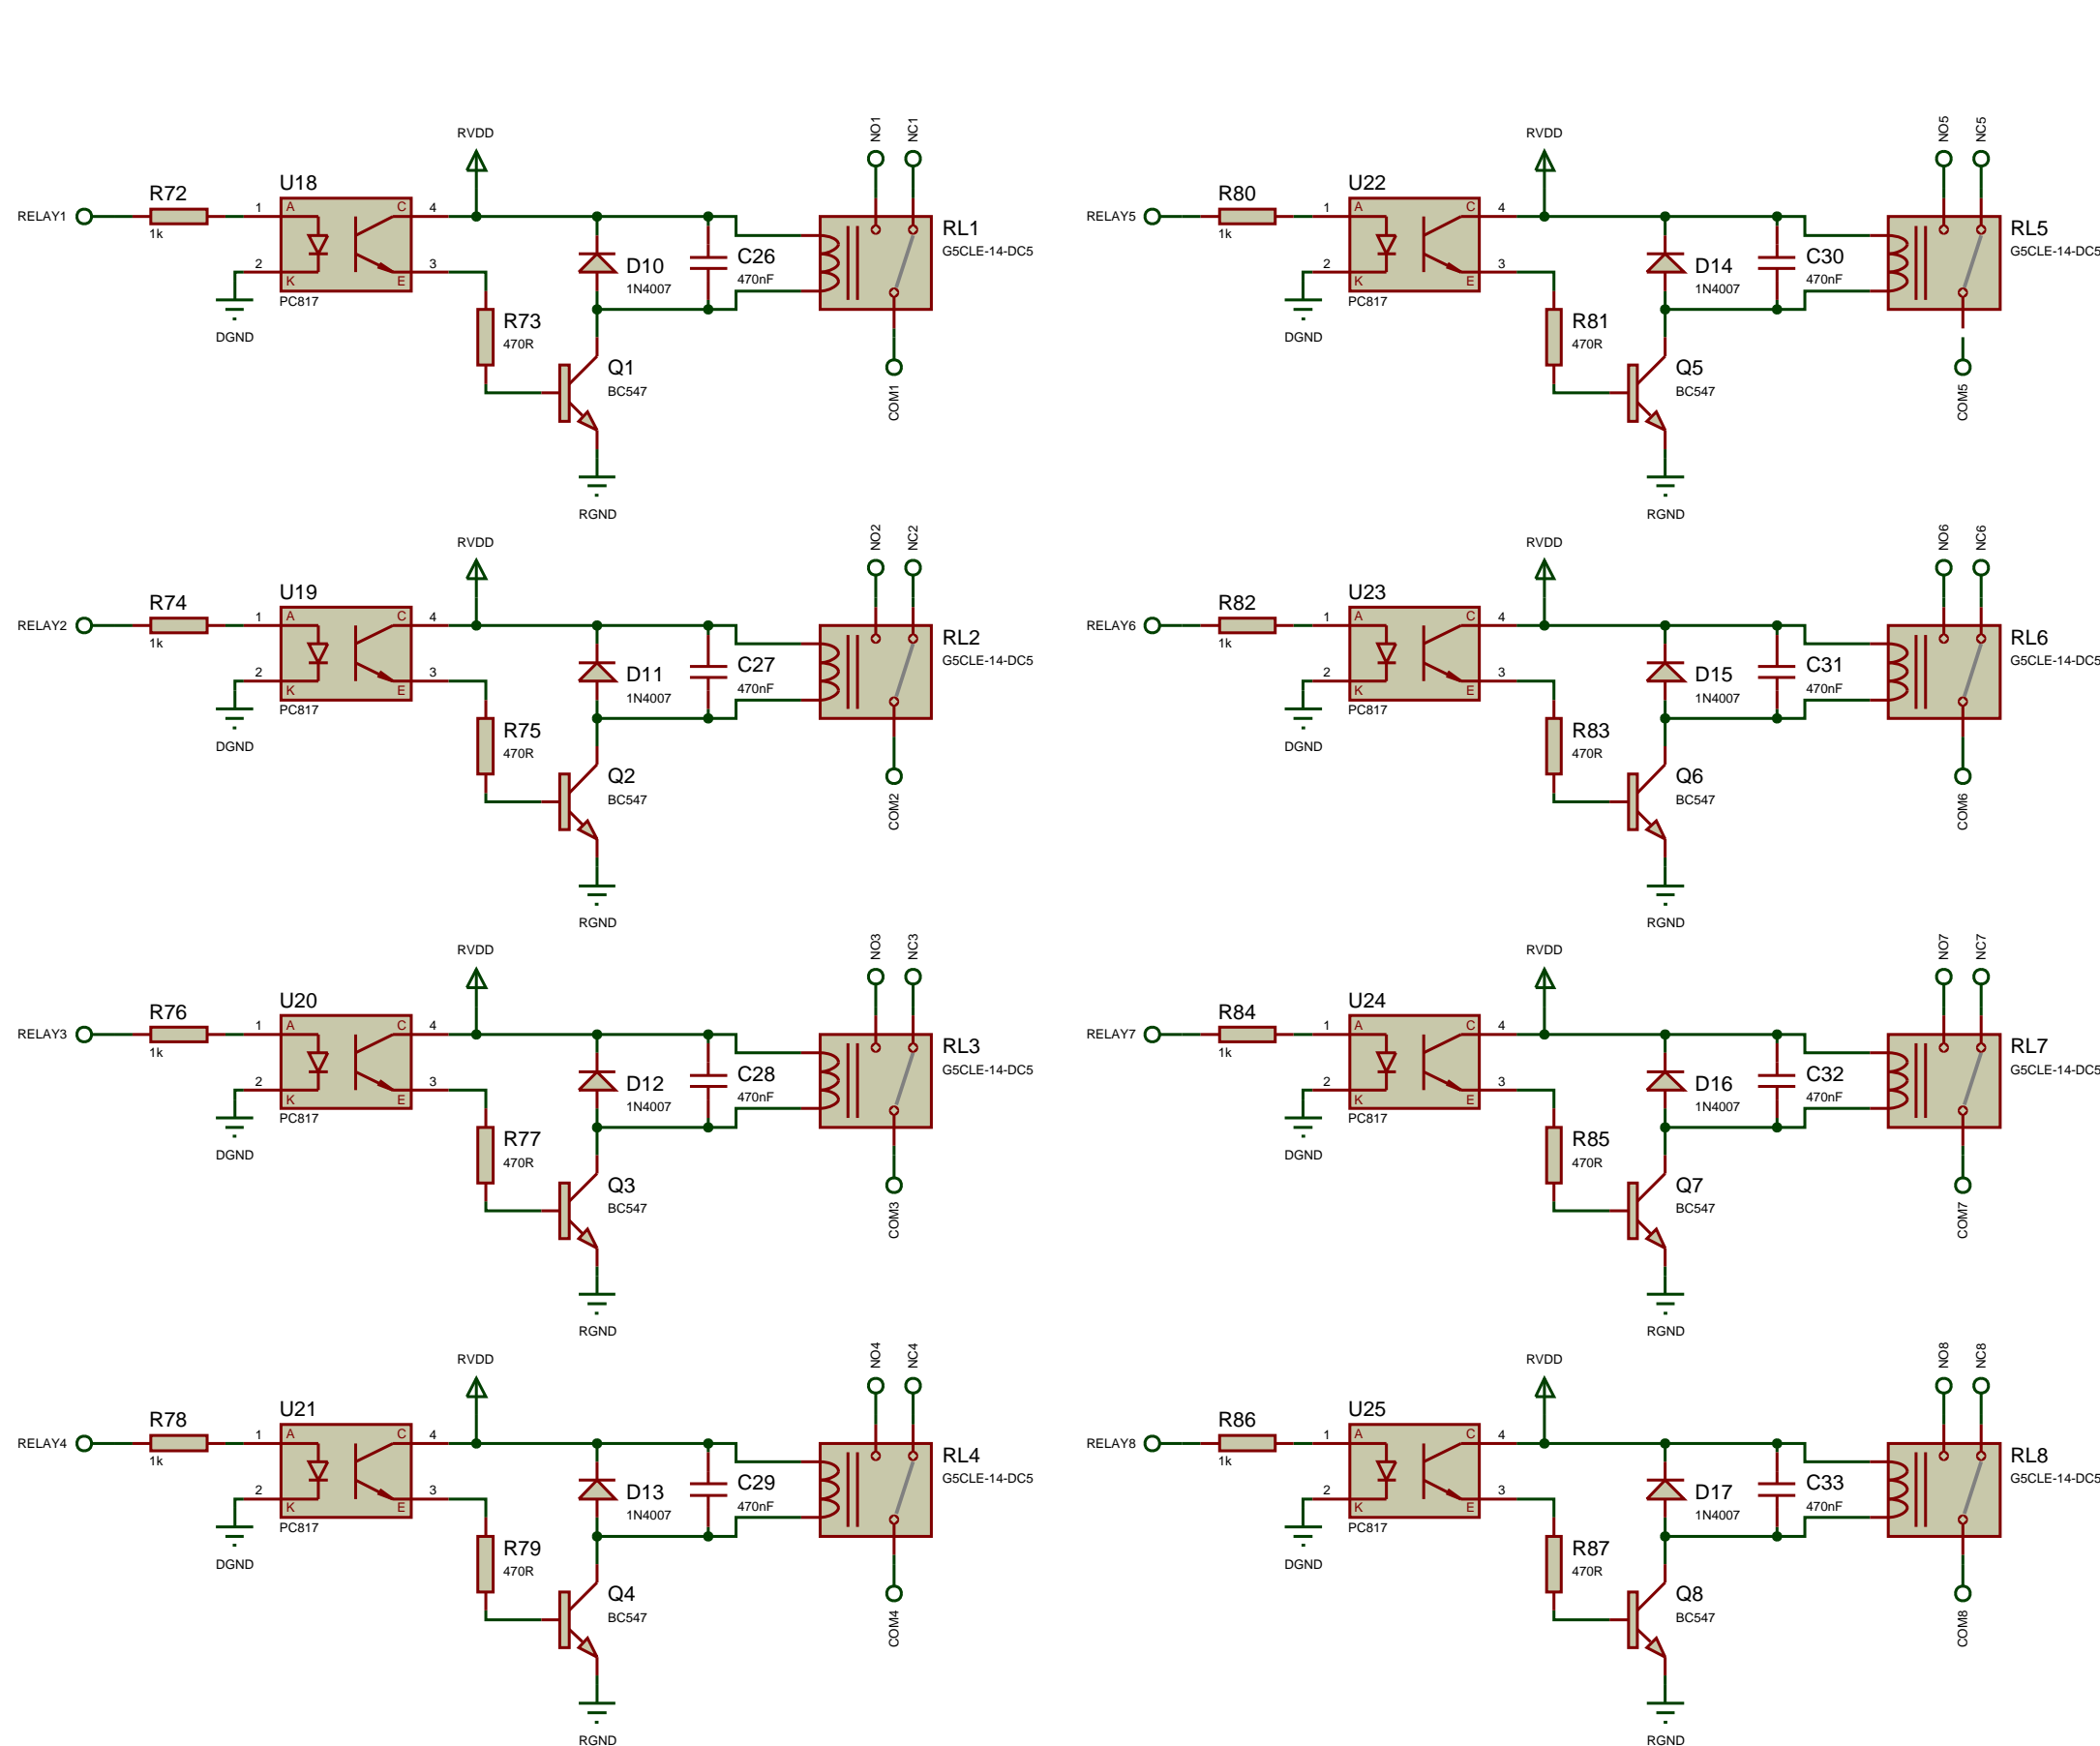 NO1
NC1
RVDD
R72
U18
RELAY1
1k
1
A
C
4
2
K
E
3
PC817
DGND
D10
1N4007
C26
470nF
RL1
G5CLE-14-DC5
R73
470R
Q1
BC547
COM1
RGND
NO5
NC5
RVDD
R80
U22
RELAY5
1k
1
A
C
4
2
K
E
3
PC817
DGND
D14
1N4007
C30
470nF
RL5
G5CLE-14-DC5
R81
470R
Q5
BC547
COM5
RGND
NO2
NC2
RVDD
R74
U19
RELAY2
1k
1
A
C
4
2
K
E
3
PC817
DGND
D11
1N4007
C27
470nF
RL2
G5CLE-14-DC5
R75
470R
Q2
BC547
COM2
RGND
NO6
NC6
RVDD
R82
U23
RELAY6
1k
1
A
C
4
2
K
E
3
PC817
DGND
D15
1N4007
C31
470nF
RL6
G5CLE-14-DC5
R83
470R
Q6
BC547
COM6
RGND
NO3
NC3
RVDD
R76
U20
RELAY3
1k
1
A
C
4
2
K
E
3
PC817
DGND
D12
1N4007
C28
470nF
RL3
G5CLE-14-DC5
R77
470R
Q3
BC547
COM3
RGND
NO7
NC7
RVDD
R84
U24
RELAY7
1k
1
A
C
4
2
K
E
3
PC817
DGND
D16
1N4007
C32
470nF
RL7
G5CLE-14-DC5
R85
470R
Q7
BC547
COM7
RGND
NO4
NC4
RVDD
R78
U21
RELAY4
1k
1
A
C
4
2
K
E
3
PC817
DGND
D13
1N4007
C29
470nF
RL4
G5CLE-14-DC5
R79
470R
Q4
BC547
COM4
RGND
NO8
NC8
RVDD
R86
U25
RELAY8
1k
1
A
C
4
2
K
E
3
PC817
DGND
D17
1N4007
C33
470nF
RL8
G5CLE-14-DC5
R87
470R
Q8
BC547
COM8
RGND